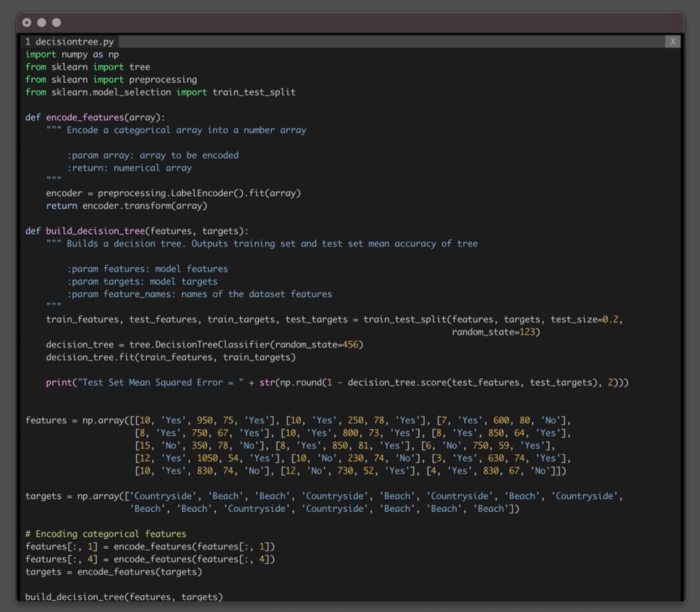 1 decisiontree.py X
import numpy as np
from sklearn import tree
from sklearn import preprocessing
from sklearn.model_selection import train_test_split
def encode_features(array):
""" Encode a categorical array into a number array
:param array: array to be encoded
:return: numerical array
"""
encoder = preprocessing.LabelEncoder().fit(array)
return encoder.transform(array)
def build_decision_tree(features, targets):
""" Builds a decision tree. Outputs training set and test set mean accuracy of tree
:param features: model features
:param targets: model targets
:param feature_names: names of the dataset features
"""
train_features, test_features, train_targets, test_targets = train_test_split(features, targets, test_size=0.2,
random_state=123)
decision_tree = tree.DecisionTreeClassifier(random_state=456)
decision_tree.fit(train_features, train_targets)
print("Test Set Mean Squared Error = " + str(np.round(1 - decision_tree.score(test_features, test_targets), 2)))
features = np.array([[10, 'Yes', 950, 75, 'Yes'], [10, 'Yes', 250, 78, 'Yes'], [7, 'Yes', 600, 80, 'No'],
[8, 'Yes', 750, 67, 'Yes'], [10, 'Yes', 800, 73, 'Yes'], [8, 'Yes', 850, 64, 'Yes'],
[15, 'No', 350, 78, 'No'], [8, 'Yes', 850, 81, 'Yes'], [6, 'No', 750, 59, 'Yes'],
[12, 'Yes', 1050, 54, 'Yes'], [10, 'No', 230, 74, 'No'], [3, 'Yes', 630, 74, 'Yes'],
[10, 'Yes', 830, 74, 'No'], [12, 'No', 730, 52, 'Yes'], [4, 'Yes', 830, 67, 'No']])
targets = np.array(['Countryside', 'Beach', 'Beach', 'Countryside', 'Beach', 'Countryside', 'Beach', 'Countryside',
'Beach', 'Beach', 'Countryside', 'Countryside', 'Beach', 'Beach', 'Beach'])
# Encoding categorical features
features[:, 1] = encode_features(features[:, 1])
features[:, 4] = encode_features(features[:, 4])
targets = encode_features(targets)
build_decision_tree(features, targets)